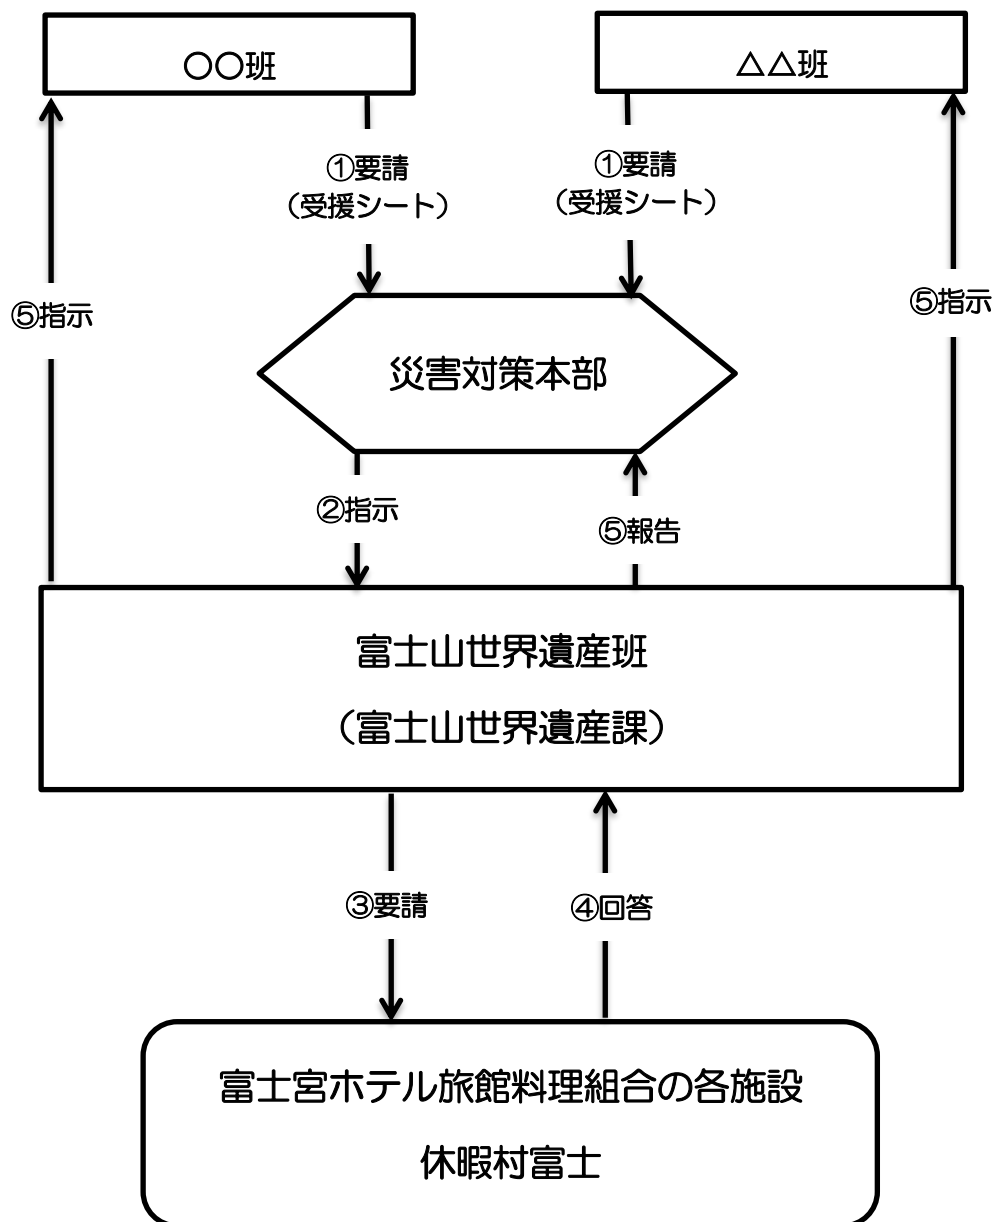 〇〇班
△△班
①要請
(受援シート)
①要請
(受援シート)
⑤指示
⑤指示
災害対策本部
②指示
⑤報告
富士山世界遺産班
(富士山世界遺産課)
③要請
④回答
富士宮ホテル旅館料理組合の各施設
休暇村富士